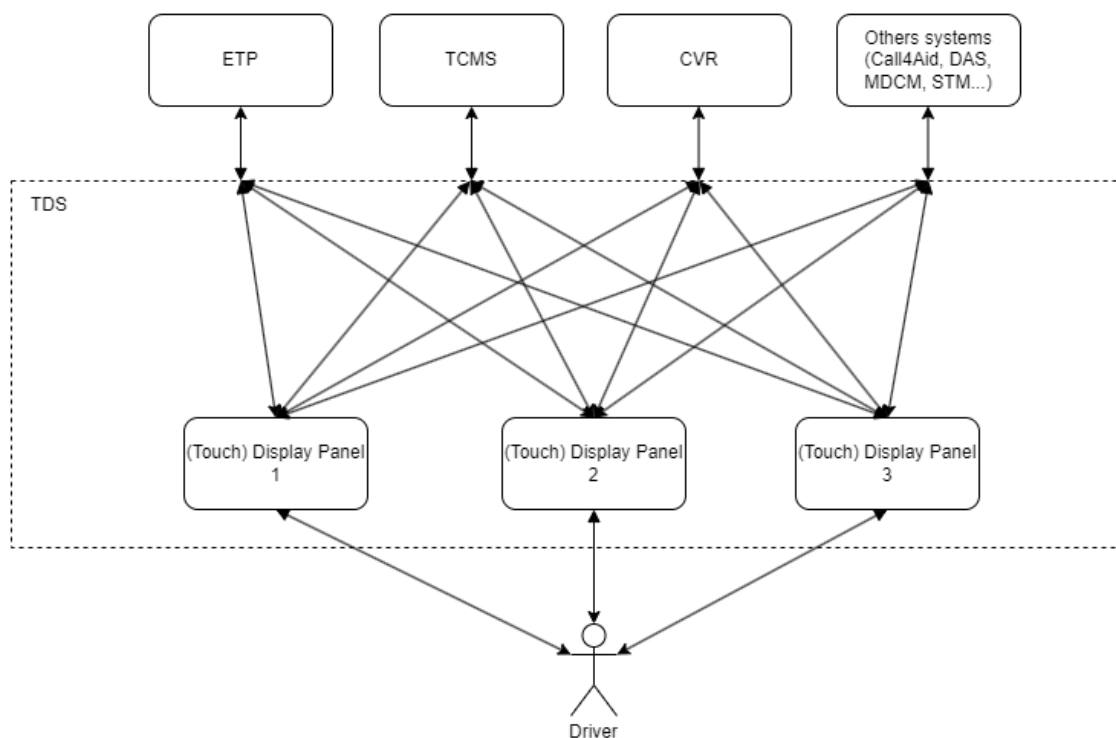 ETP
TCMS
CVR
Others systems
(Call4Aid, DAS,
MDCM, STM...)
TDS
(Touch) Display Panel
1
(Touch) Display Panel
2
(Touch) Display Panel
3
Driver